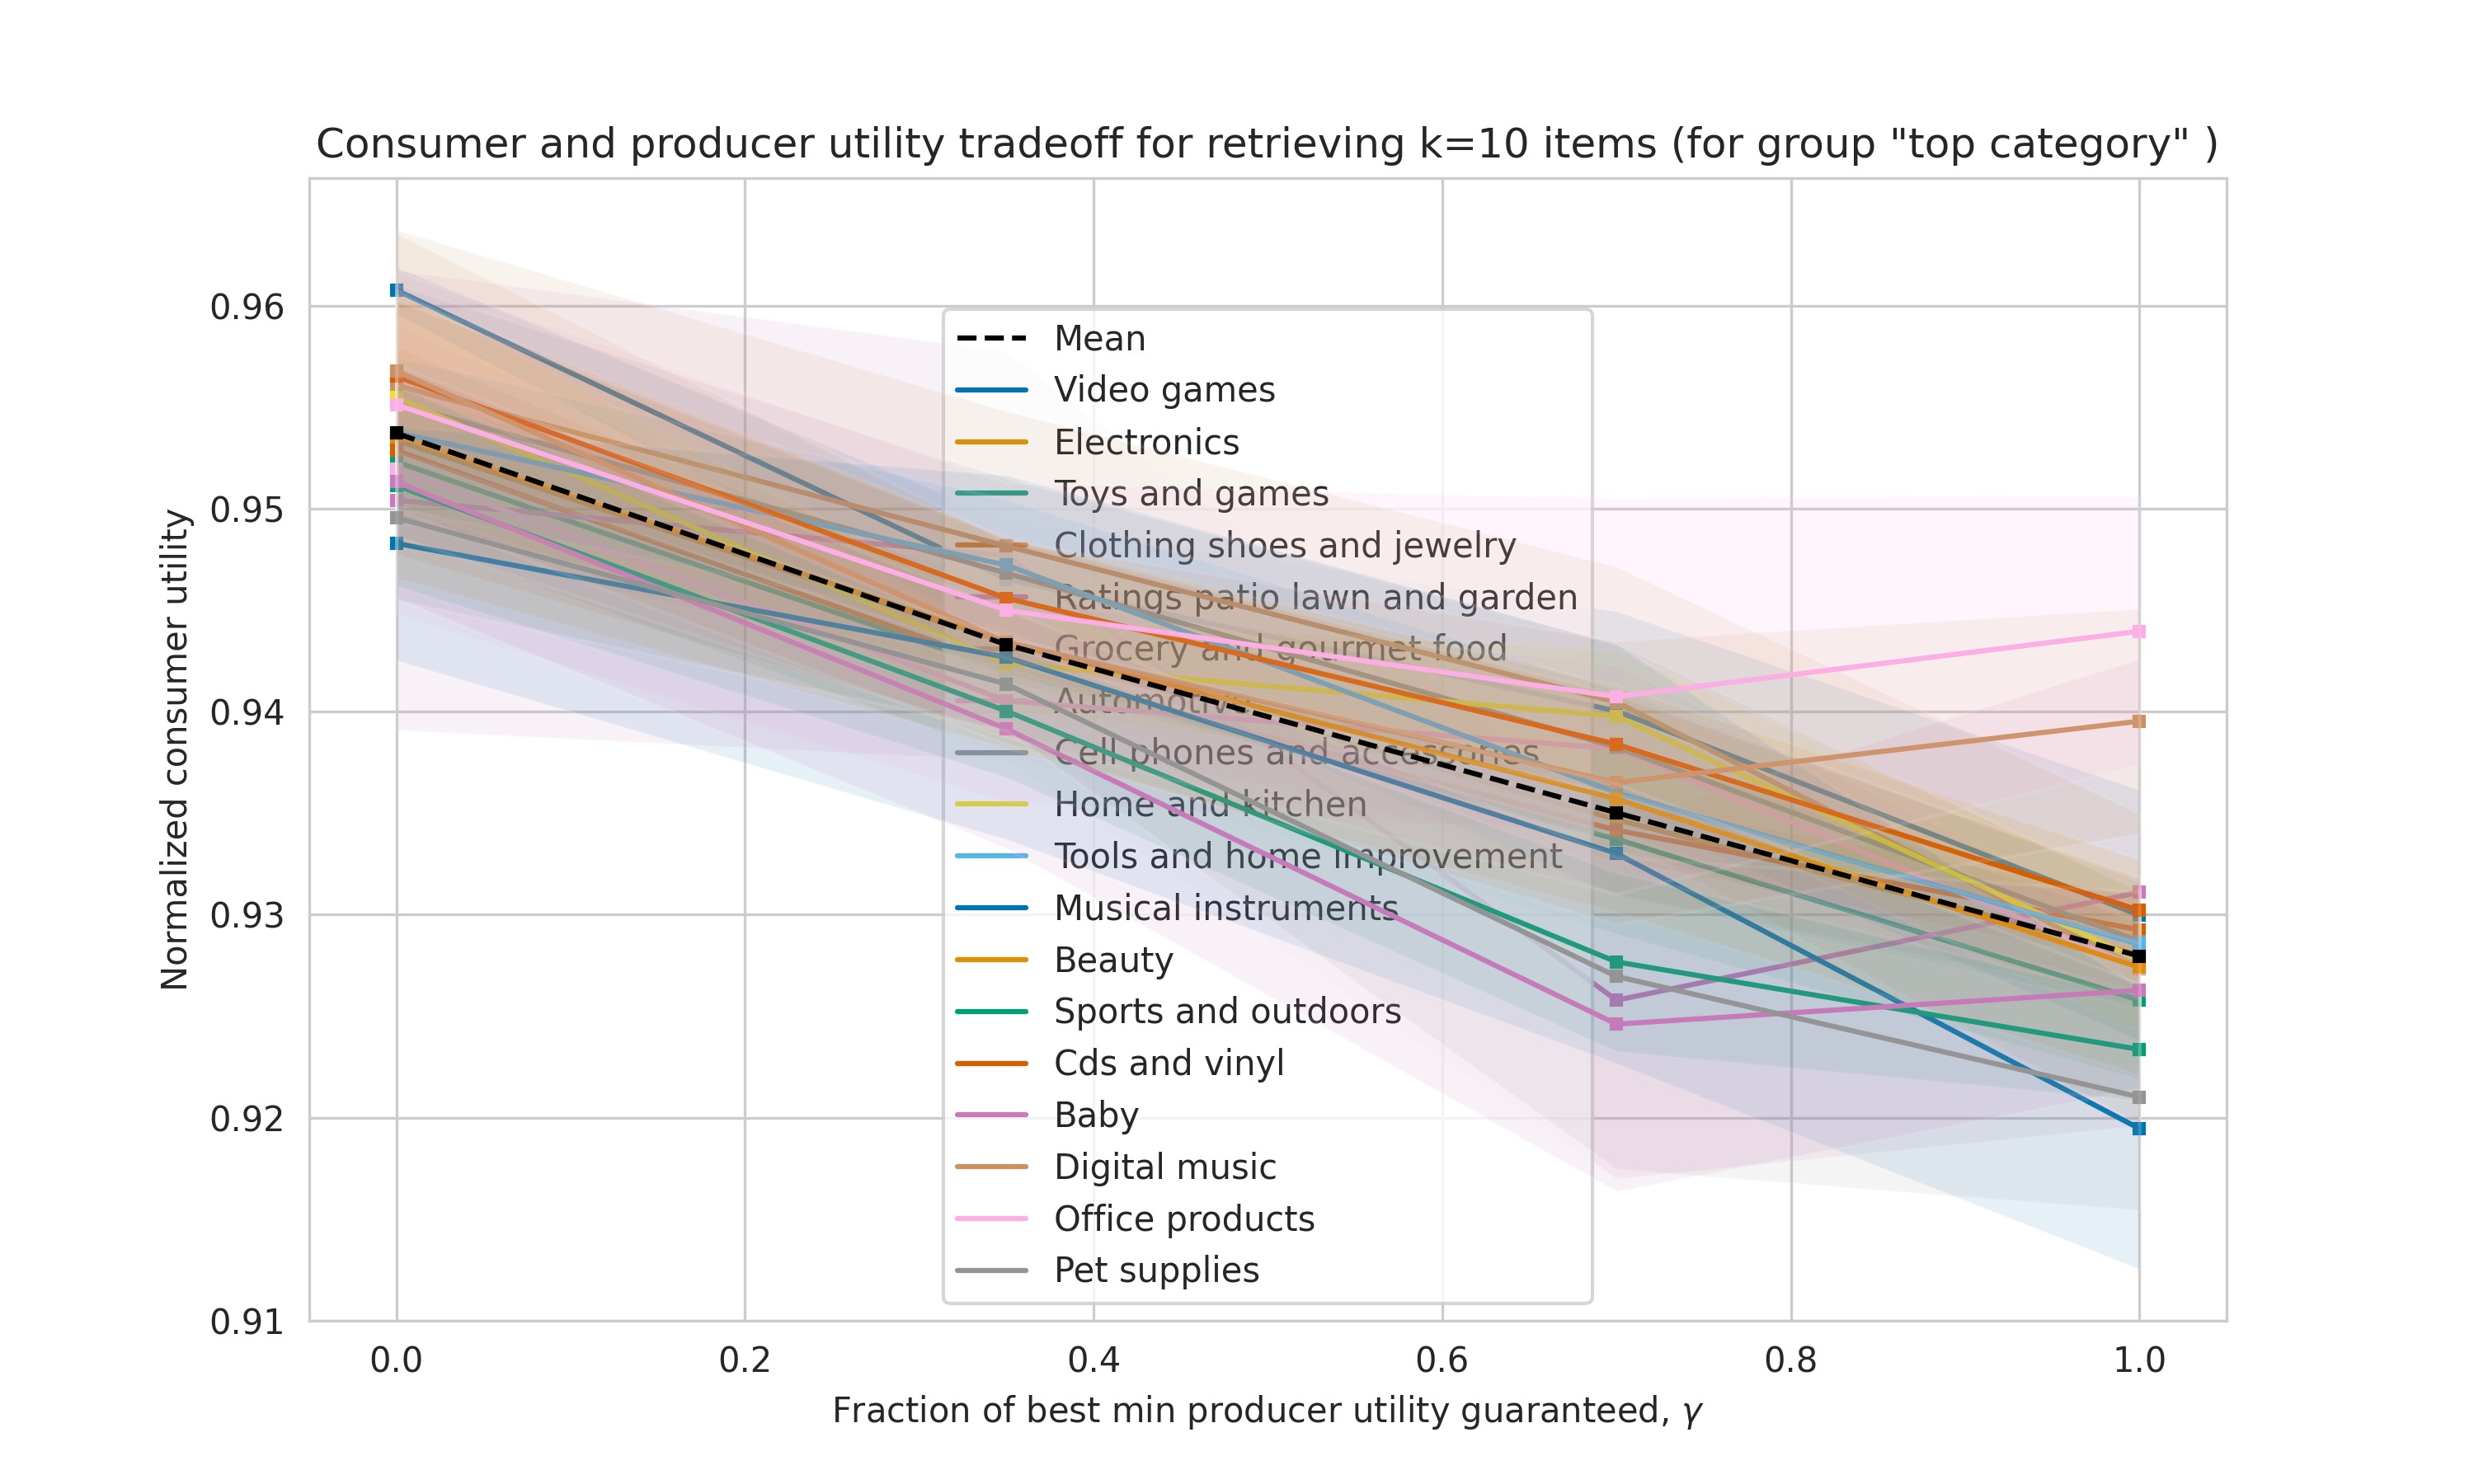 Consumer and producer utility tradeoff for retrieving k=10 items (for group "top category" )
Normalized consumer utility
0.96
0.95
0.94
0.93
0.92
0.91
Mean
Video games
Electronics
Toys and games
Clothing shoes and jewelry
Ratings patio lawn and garden
Grocery and gourmet food
Automotive
Cell phones and accessories
Home and kitchen
Tools and home improvement
Musical instruments
Beauty
Sports and outdoors
Cds and vinyl
Baby
Digital music
Office products
Pet supplies
0.0 0.2 0.4 0.6 0.8 1.0
Fraction of best min producer utility guaranteed, γ